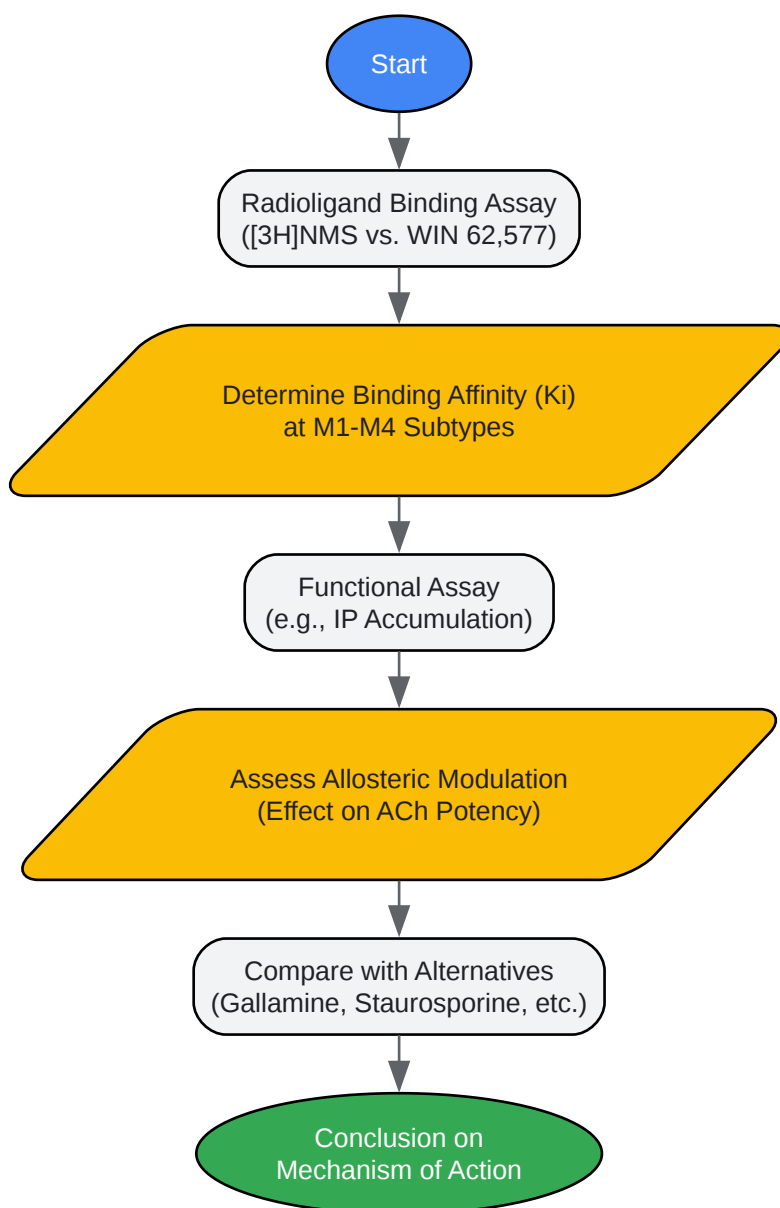 Start
Radioligand Binding Assay
([3H]NMS vs. WIN 62,577)
Determine Binding Affinity (Ki)
at M1-M4 Subtypes
Functional Assay
(e.g., IP Accumulation)
Assess Allosteric Modulation
(Effect on ACh Potency)
Compare with Alternatives
(Gallamine, Staurosporine, etc.)
Conclusion on
Mechanism of Action